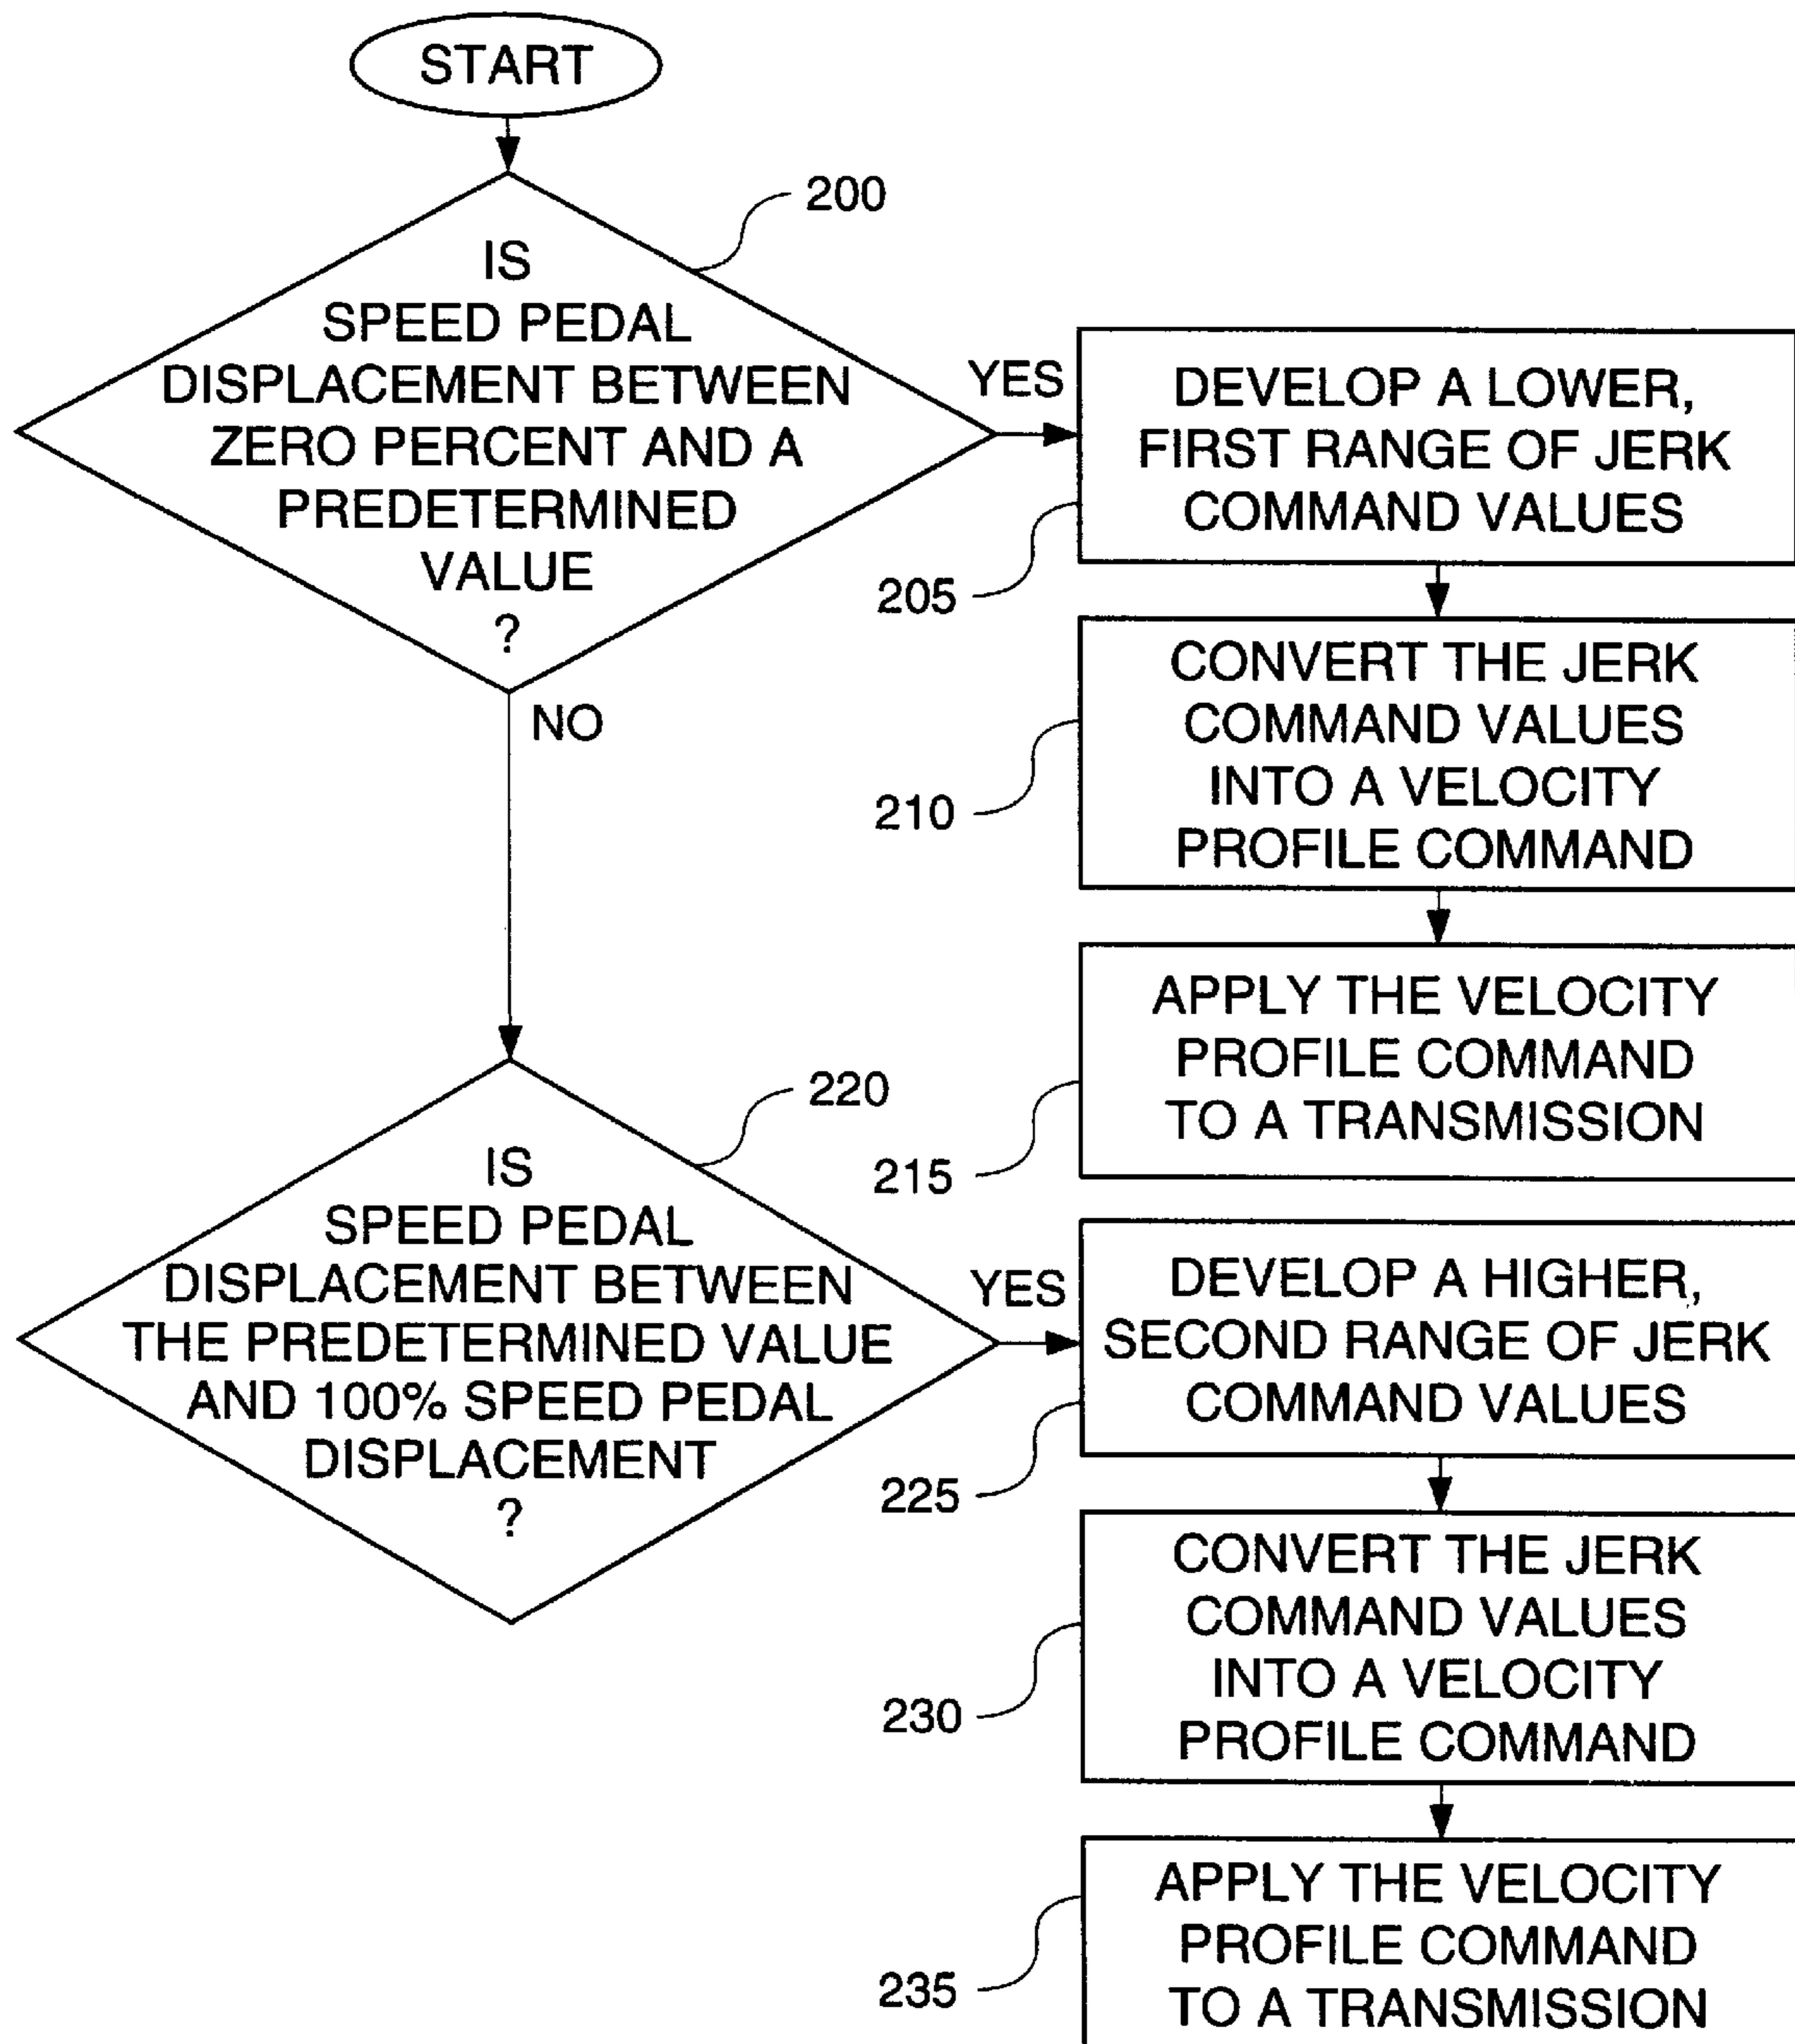 START
200
IS
SPEED PEDAL
DISPLACEMENT BETWEEN
ZERO PERCENT AND A
PREDETERMINED
VALUE
?
YES
NO
DEVELOP A LOWER,
FIRST RANGE OF JERK
COMMAND VALUES
205
CONVERT THE JERK
COMMAND VALUES
INTO A VELOCITY
PROFILE COMMAND
210
APPLY THE VELOCITY
PROFILE COMMAND
TO A TRANSMISSION
215
220
IS
SPEED PEDAL
DISPLACEMENT BETWEEN
THE PREDETERMINED VALUE
AND 100% SPEED PEDAL
DISPLACEMENT
?
YES
DEVELOP A HIGHER,
SECOND RANGE OF JERK
COMMAND VALUES
225
CONVERT THE JERK
COMMAND VALUES
INTO A VELOCITY
PROFILE COMMAND
230
APPLY THE VELOCITY
PROFILE COMMAND
TO A TRANSMISSION
235